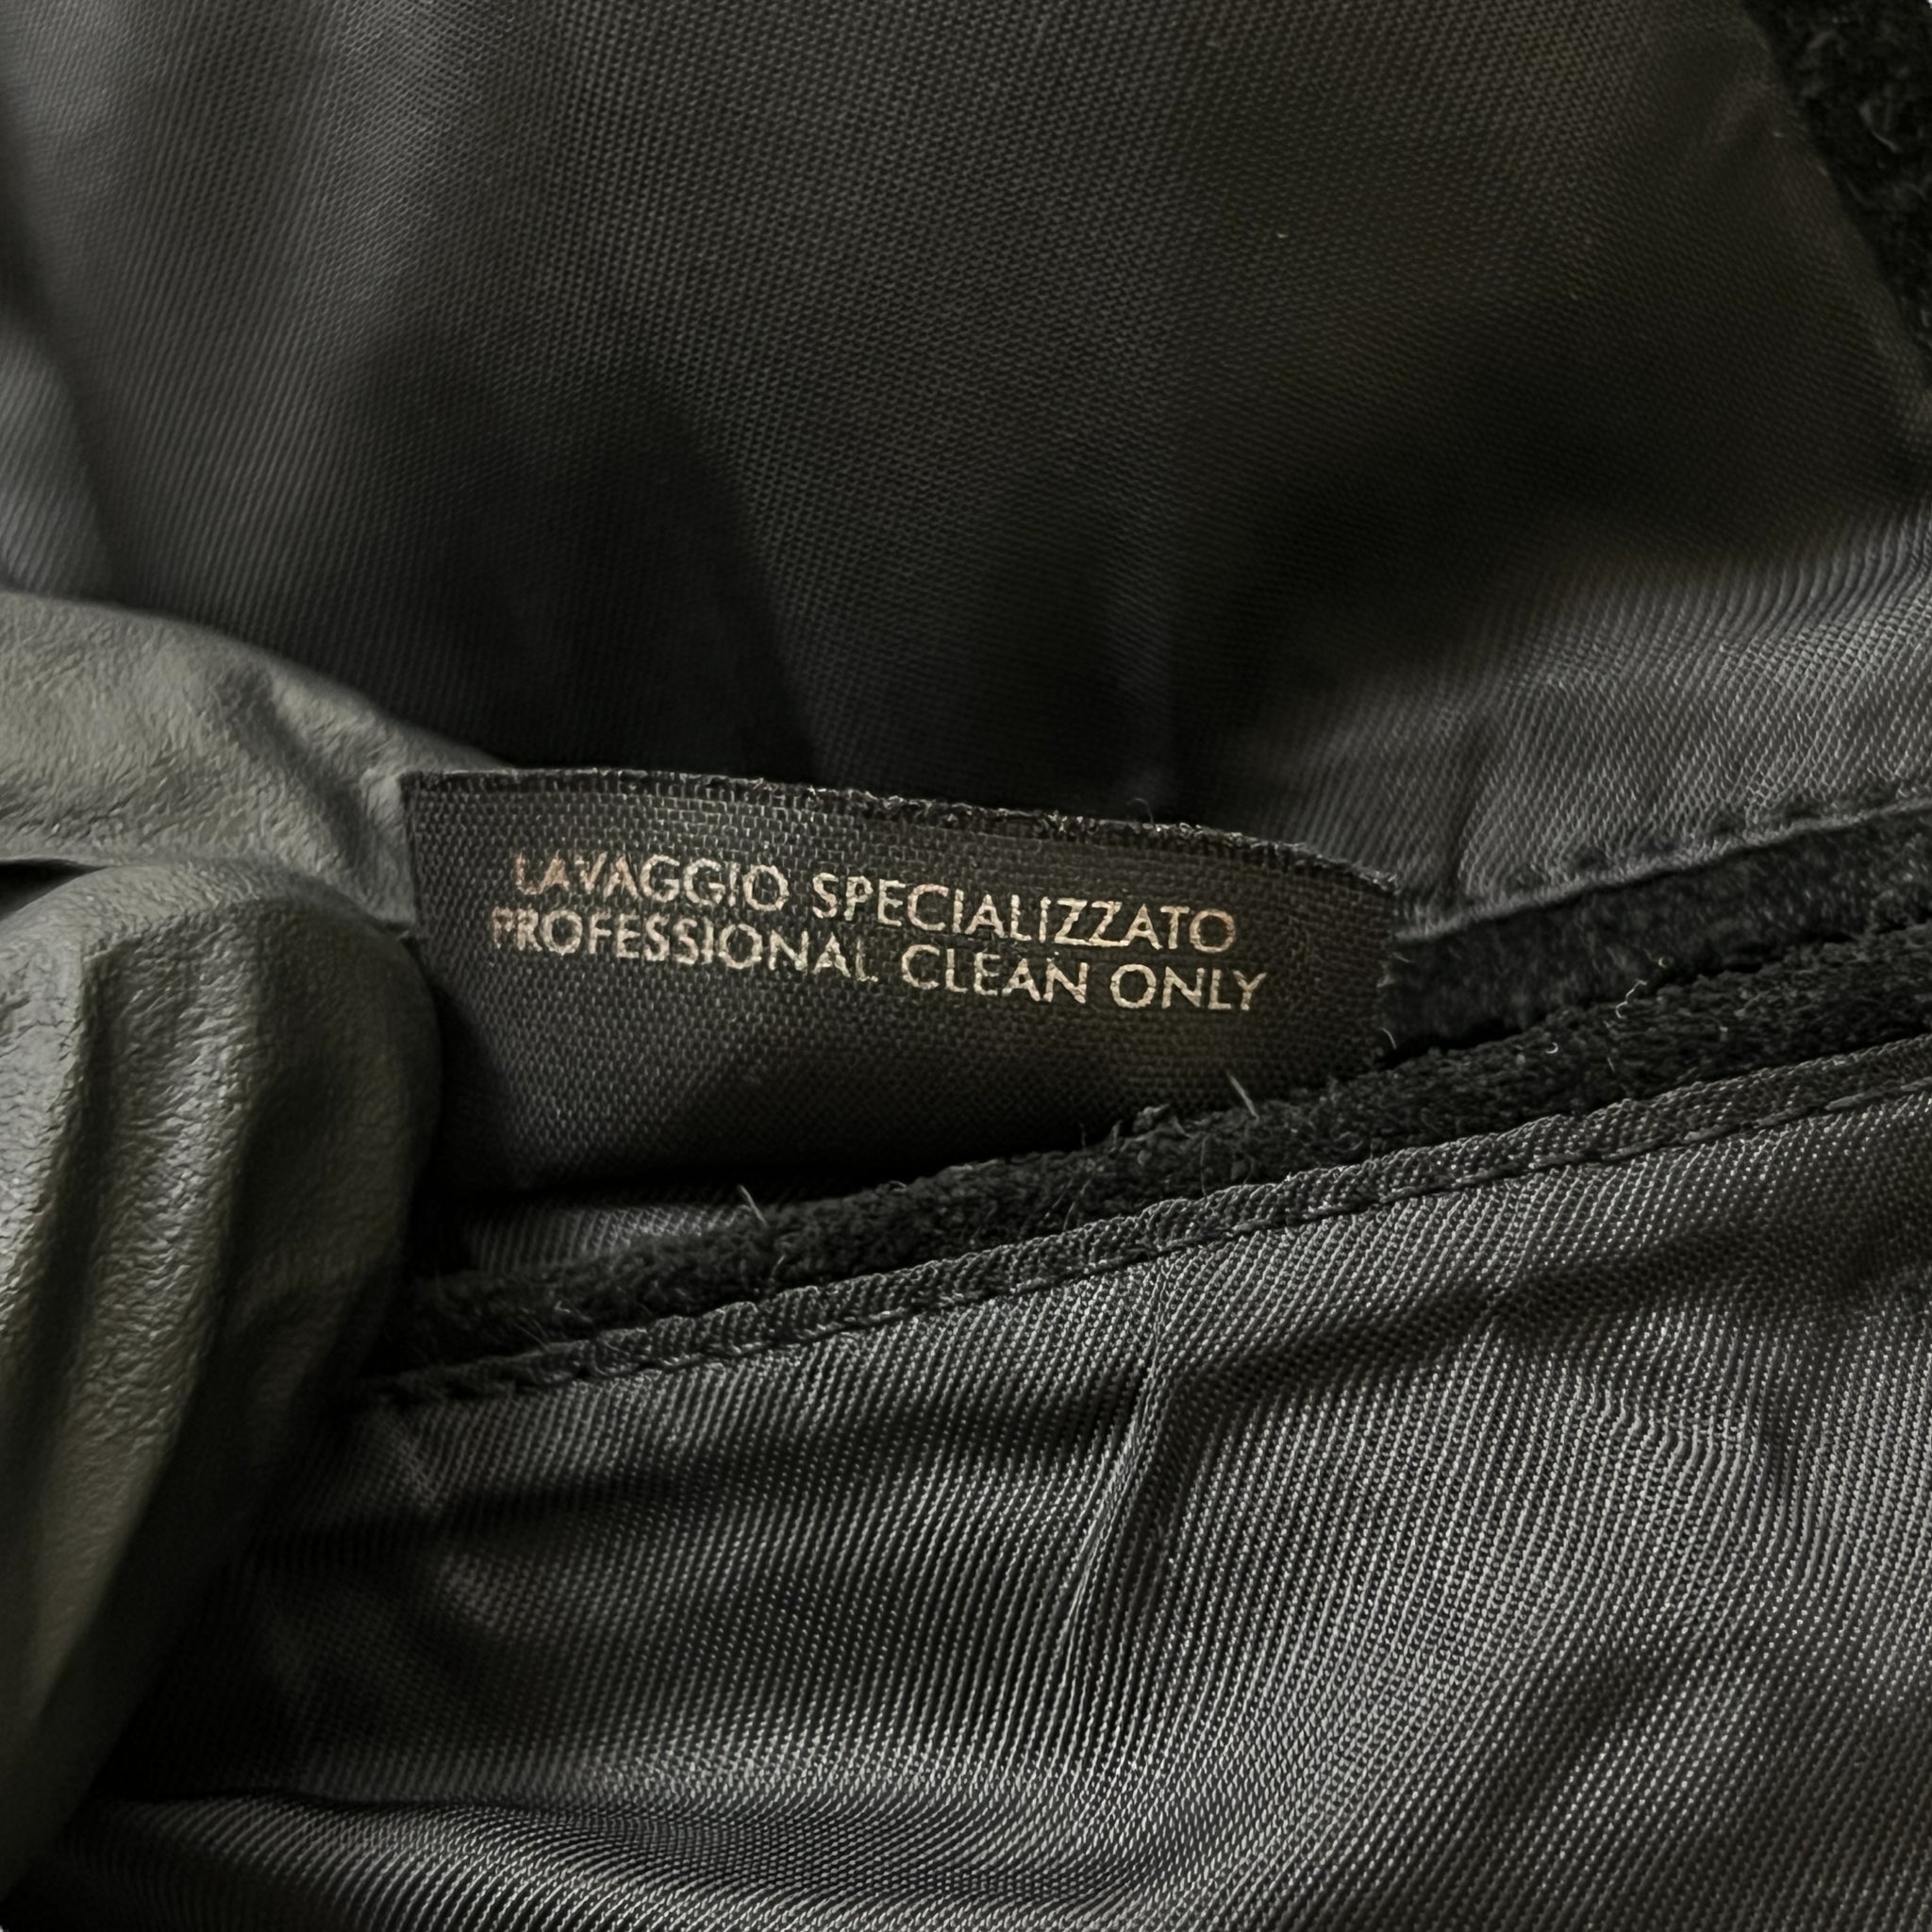 LAVAGGIO SPECIALIZZATO
PROFESSIONAL CLEAN ONLY